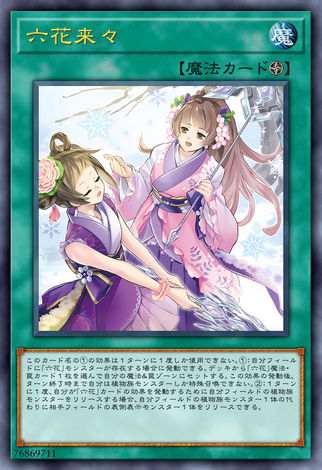 六花来々
魔
【魔法カード】
このカード名の①の効果は1ターンに1度しか使用できない。①：自分フィール
ドに「六花」モンスターが存在する場合に発動できる。デッキから「六花」魔法・
罠カード1枚を選んで自分の魔法&罠ゾーンにセットする。この効果の発動後、
ターン終了時まで自分は植物族モンスターしか特殊召喚できない。②：1ターン
に1度、自分が「六花」カードの効果を発動するために自分フィールドの植物族
モンスターをリリースする場合、自分フィールドの植物族モンスター1体の代
わりに相手フィールドの表側表示モンスター1体をリリースできる。
76869711